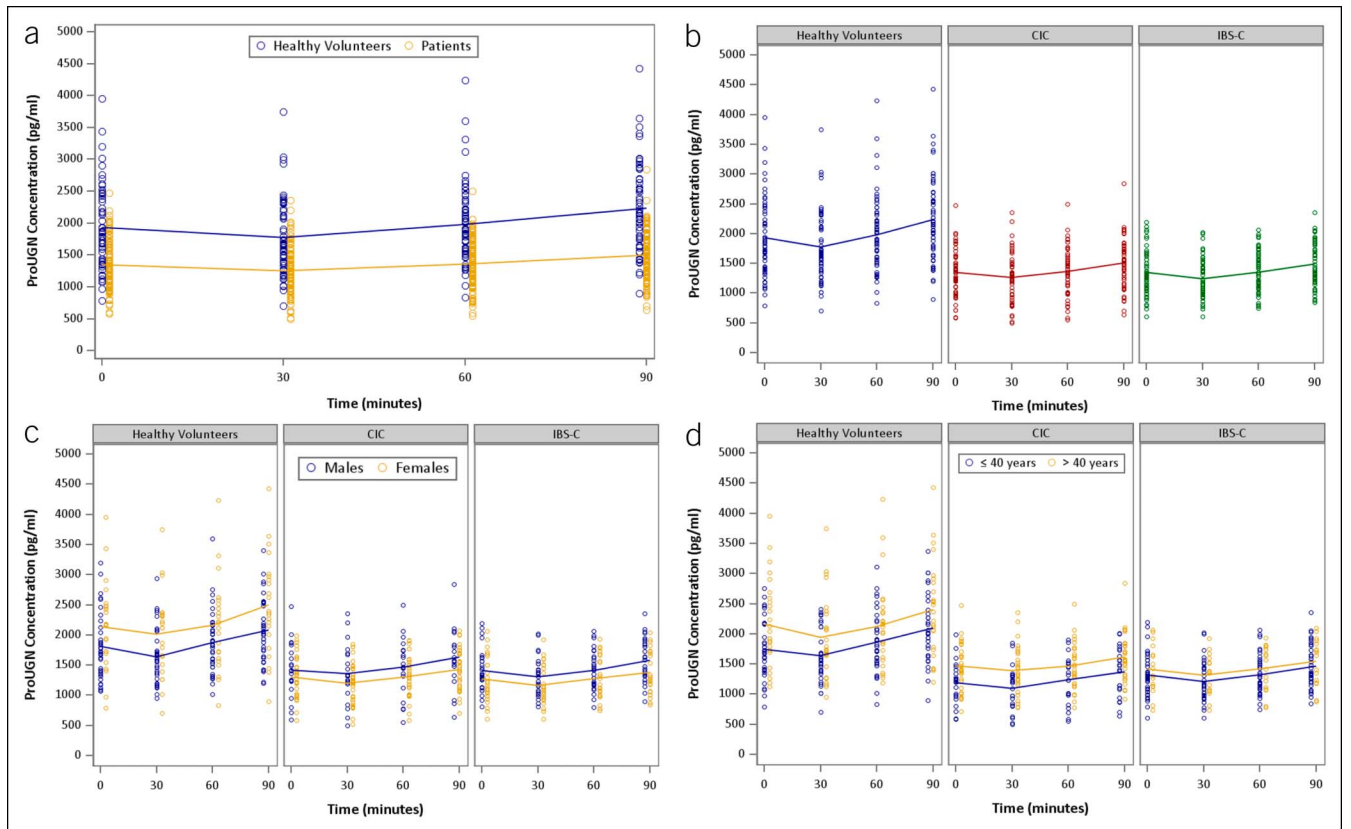 a
Healthy Volunteers Patients
ProUGN Concentration (pg/ml)
5000
4500
4000
3500
3000
2500
2000
1500
1000
500
0
0 30 60 90
Time (minutes)
b
Healthy Volunteers CIC IBS-C
ProUGN Concentration (pg/ml)
5000
4500
4000
3500
3000
2500
2000
1500
1000
500
0
0 30 60 90 0 30 60 90 0 30 60 90
Time (minutes)
c
Healthy Volunteers CIC IBS-C
Males Females
ProUGN Concentration (pg/ml)
5000
4500
4000
3500
3000
2500
2000
1500
1000
500
0
0 30 60 90 0 30 60 90 0 30 60 90
Time (minutes)
d
Healthy Volunteers CIC IBS-C
≤ 40 years > 40 years
ProUGN Concentration (pg/ml)
5000
4500
4000
3500
3000
2500
2000
1500
1000
500
0
0 30 60 90 0 30 60 90 0 30 60 90
Time (minutes)